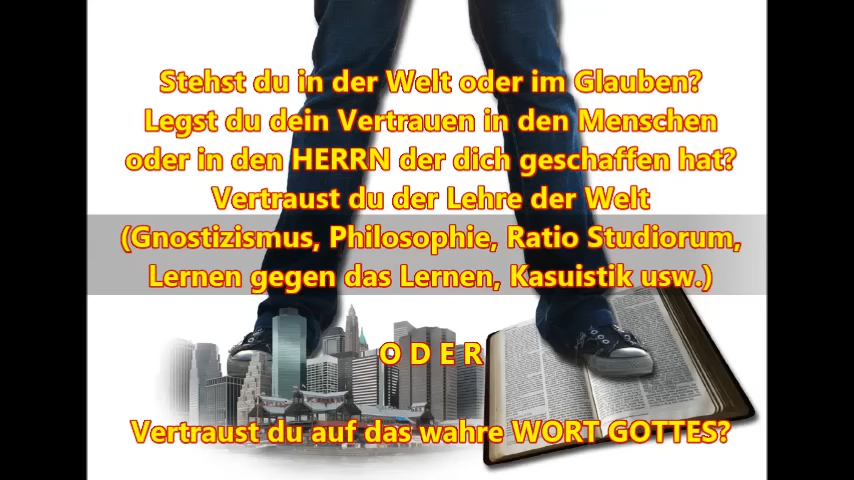 Stehst du in der Welt oder im Glauben?
Legst du dein Vertrauen in den Menschen
oder in den HERRN der dich geschaffen hat?
Vertraust du der Lehre der Welt
(Gnostizismus, Philosophie, Ratio Studiorum,
Lernen gegen das Lernen, Kasuistik usw.)
O D E R
Vertraust du auf das wahre WORT GOTTES?